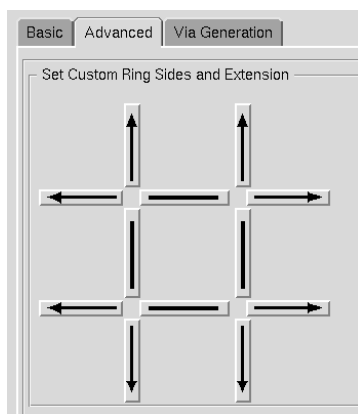 Basic Advanced Via Generation
Set Custom Ring Sides and Extension